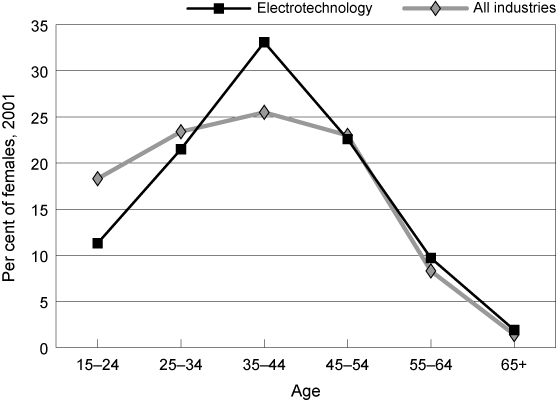 Electrotechnology All industries
Per cent of females, 2001
35
30
25
20
15
10
5
0
15–24 25–34 35–44 45–54 55–64 65+
Age